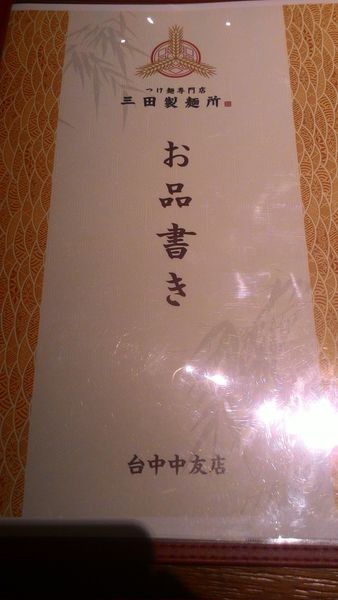 つけ麺専門店
三田製麺所
お品書き
台中中友店